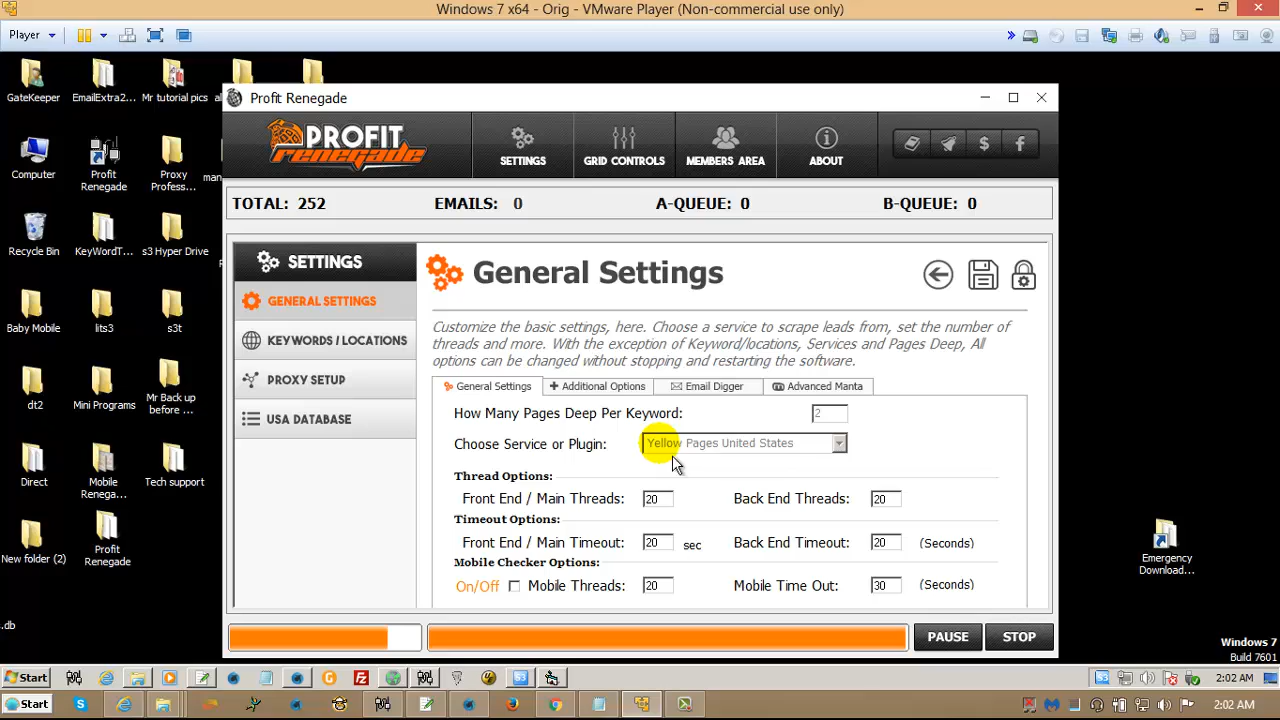 Windows 7 x64 - Orig - VMware Player (Non-commercial use only)
Player
GateKeeper
EmailExtra2...
Mr tutorial pics
Computer
Profit
Renegade
Proxy
Profess...
Recycle Bin
KeyWordT...
s3 Hyper Drive
Baby Mobile
lits3
s3t
dt2
Mini Programs
Mr Back up
before ...
Direct
Mobile
Renega...
Tech support
New folder (2)
Profit
Renegade
.db
Profit Renegade
PROFIT
renegade
SETTINGS
GRID CONTROLS
MEMBERS AREA
ABOUT
TOTAL: 252
EMAILS: 0
A-QUEUE: 0
B-QUEUE: 0
SETTINGS
GENERAL SETTINGS
KEYWORDS / LOCATIONS
PROXY SETUP
USA DATABASE
General Settings
Customize the basic settings, here. Choose a service to scrape leads from, set the number of
threads and more. With the exception of Keyword/locations, Services and Pages Deep, All
options can be changed without stopping and restarting the software.
General Settings
Additional Options
Email Digger
Advanced Manta
How Many Pages Deep Per Keyword: 2
Choose Service or Plugin: Yellow Pages United States
Thread Options:
Front End / Main Threads: 20 Back End Threads: 20
Timeout Options:
Front End / Main Timeout: 20 sec Back End Timeout: 20 (Seconds)
Mobile Checker Options:
On/Off Mobile Threads: 20 Mobile Time Out: 30 (Seconds)
PAUSE
STOP
Emergency
Download...
Windows 7
Build 7601
Start
2:02 AM
Start
2:02 AM